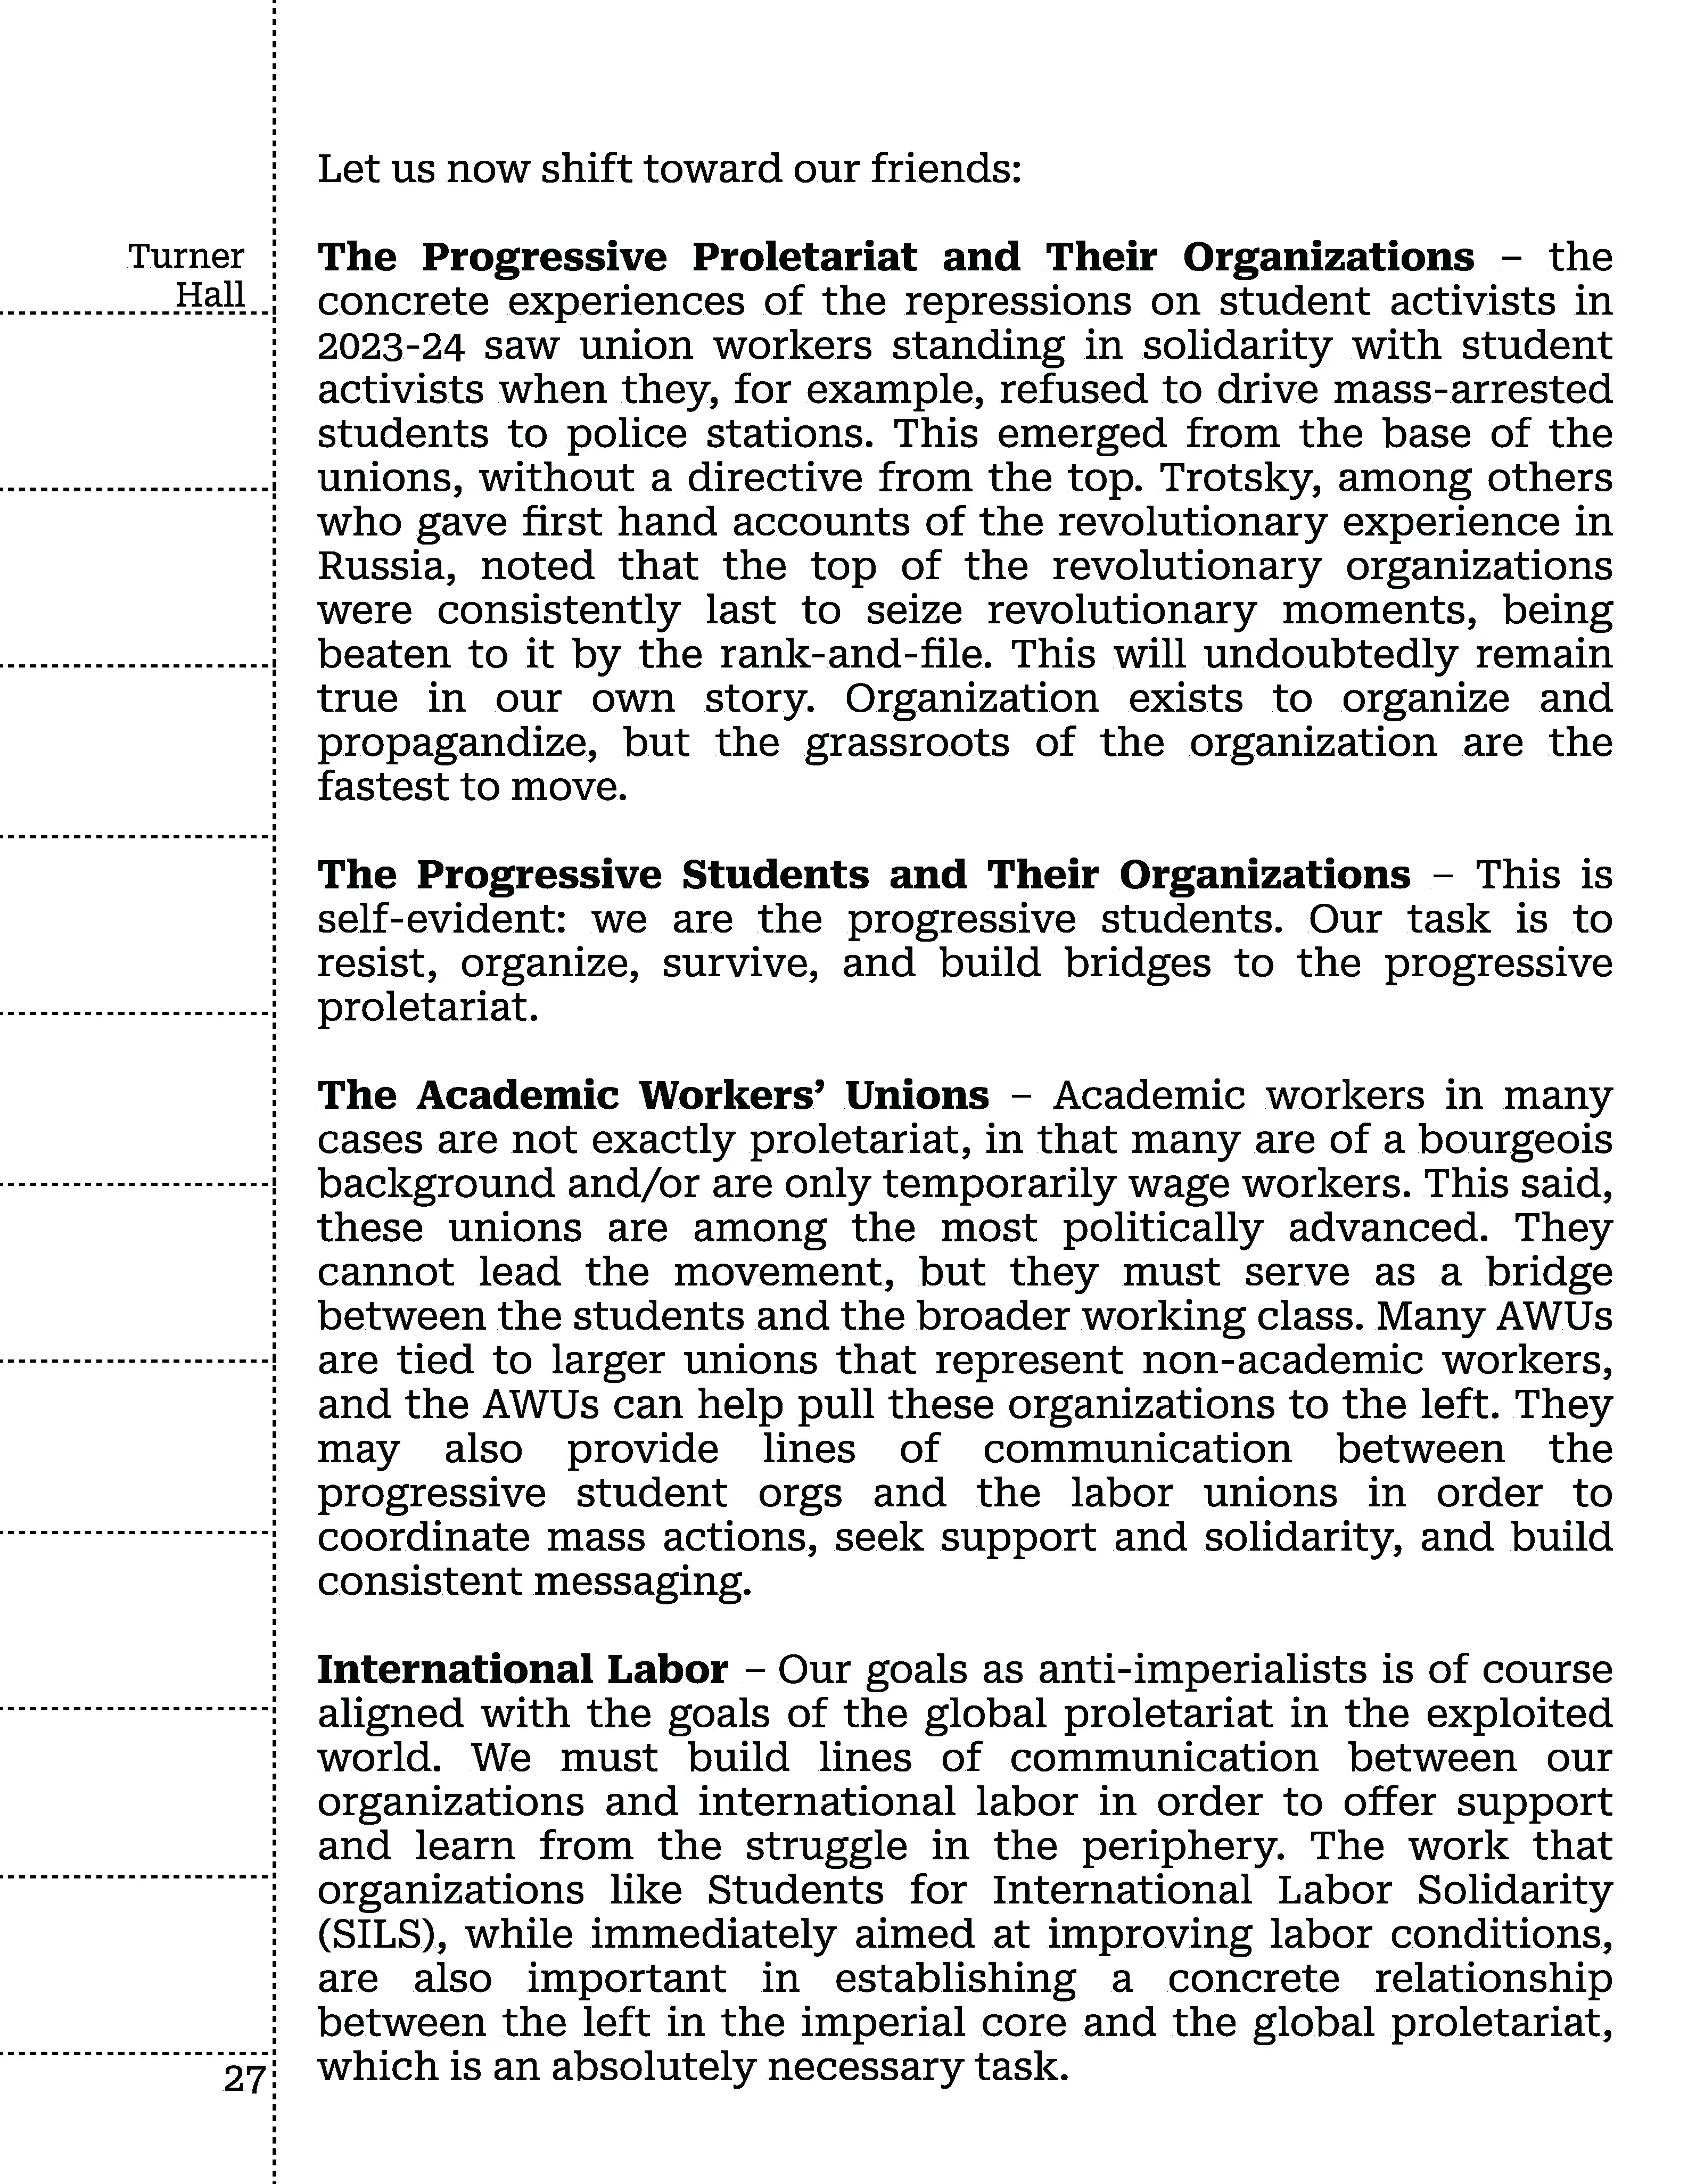 Let us now shift toward our friends:
Turner
Hall
The Progressive Proletariat and Their Organizations – the
concrete experiences of the repressions on student activists in
2023-24 saw union workers standing in solidarity with student
activists when they, for example, refused to drive mass-arrested
students to police stations. This emerged from the base of the
unions, without a directive from the top. Trotsky, among others
who gave first hand accounts of the revolutionary experience in
Russia, noted that the top of the revolutionary organizations
were consistently last to seize revolutionary moments, being
beaten to it by the rank-and-file. This will undoubtedly remain
true in our own story. Organization exists to organize and
propagandize, but the grassroots of the organization are the
fastest to move.
The Progressive Students and Their Organizations – This is
self-evident: we are the progressive students. Our task is to
resist, organize, survive, and build bridges to the progressive
proletariat.
The Academic Workers’ Unions – Academic workers in many
cases are not exactly proletariat, in that many are of a bourgeois
background and/or are only temporarily wage workers. This said,
these unions are among the most politically advanced. They
cannot lead the movement, but they must serve as a bridge
between the students and the broader working class. Many AWUs
are tied to larger unions that represent non-academic workers,
and the AWUs can help pull these organizations to the left. They
may also provide lines of communication between the
progressive student orgs and the labor unions in order to
coordinate mass actions, seek support and solidarity, and build
consistent messaging.
International Labor – Our goals as anti-imperialists is of course
aligned with the goals of the global proletariat in the exploited
world. We must build lines of communication between our
organizations and international labor in order to offer support
and learn from the struggle in the periphery. The work that
organizations like Students for International Labor Solidarity
(SILS), while immediately aimed at improving labor conditions,
are also important in establishing a concrete relationship
between the left in the imperial core and the global proletariat,
which is an absolutely necessary task.
27